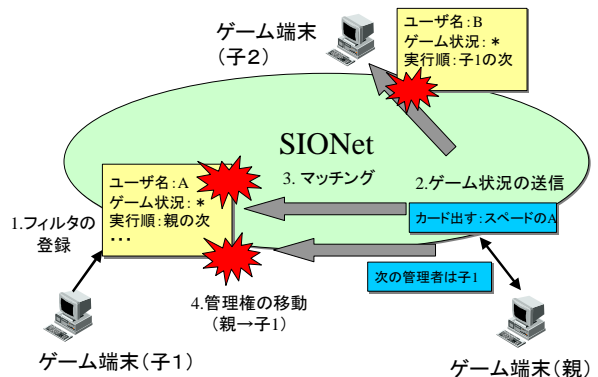 ゲーム端末
（子２）
ユーザ名：B
ゲーム状況：＊
実行順：子1の次
SIONet
3. マッチング
2.ゲーム状況の送信
ユーザ名：A
ゲーム状況：＊
実行順：親の次
・・・
カード出す：スペードのA
1.フィルタの
登録
次の管理者は子1
4.管理権の移動
（親→子1）
ゲーム端末（子１）
ゲーム端末（親）